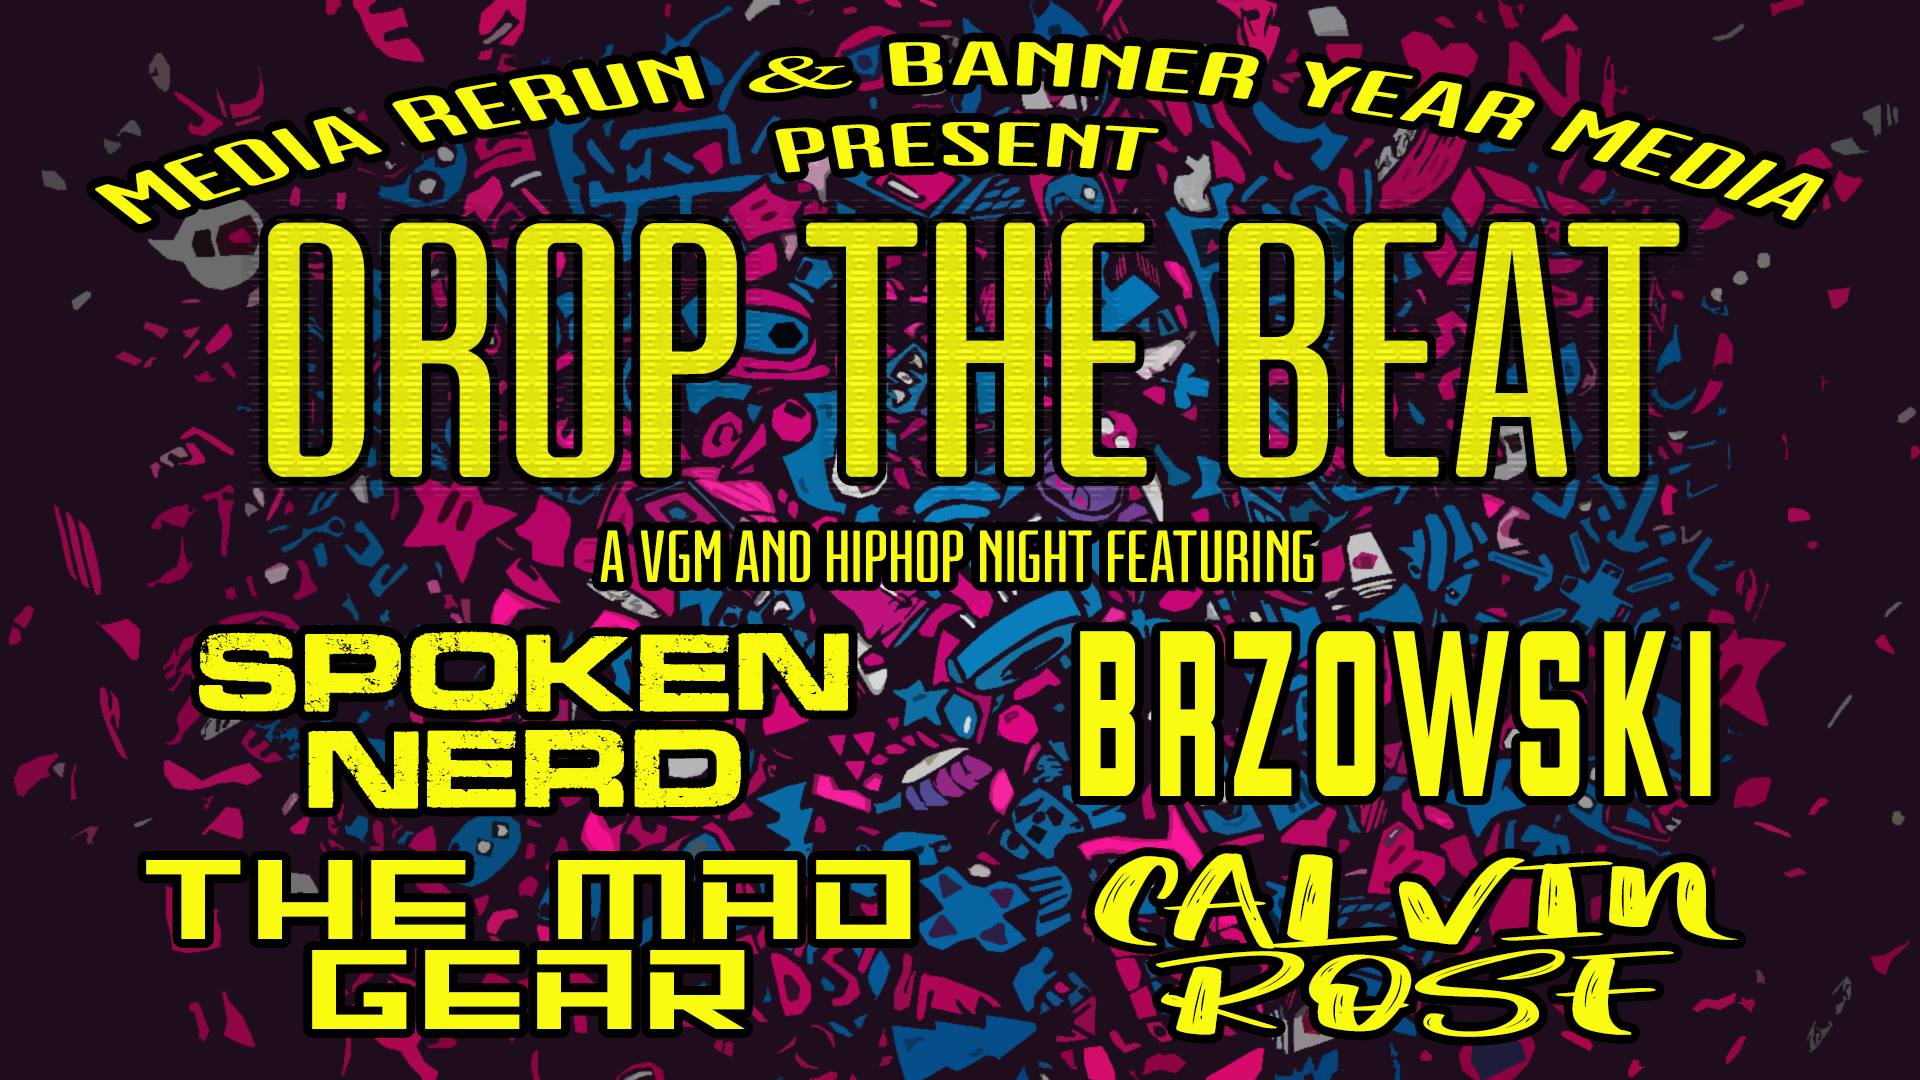 MEDIA RERUN & BANNER YEAR MEDIA
PRESENT
DROP THE BEAT
A VGM AND HIPHOP NIGHT FEATURING
SPOKEN
NERD
BRZOWSKI
THE MAD
GEAR
CALVIN
ROSE